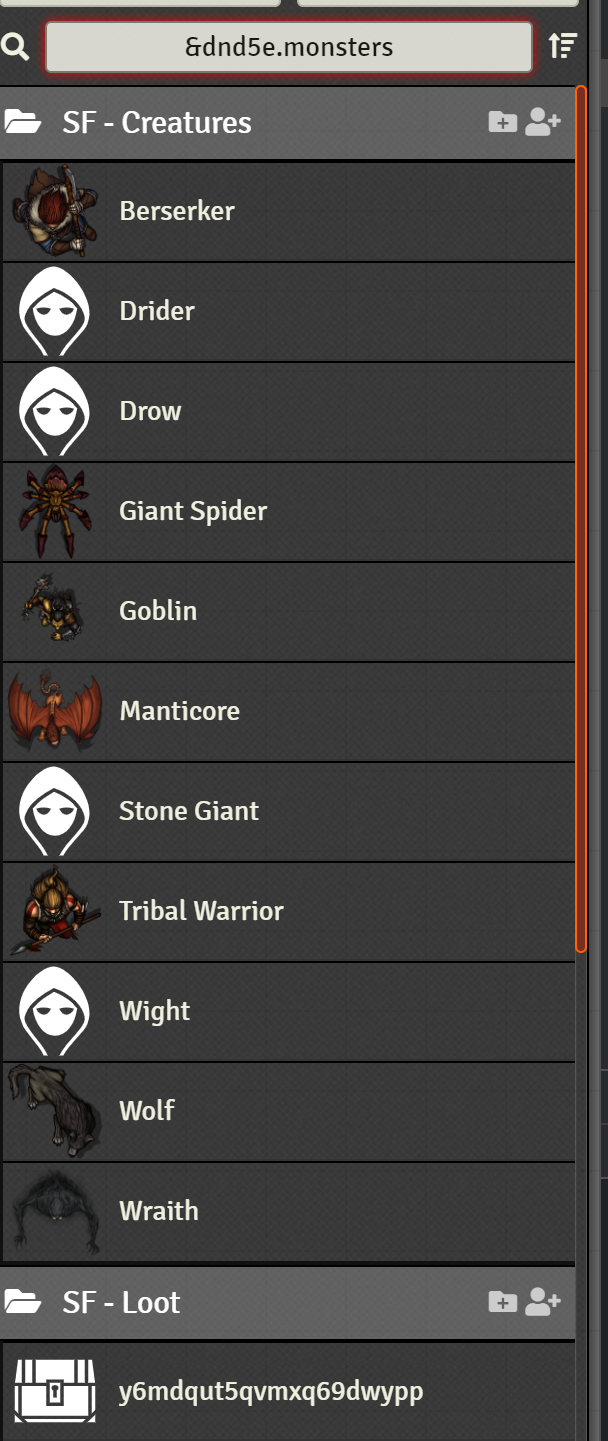 &dnd5e.monsters
SF - Creatures
Berserker
Drider
Drow
Giant Spider
Goblin
Manticore
Stone Giant
Tribal Warrior
Wight
Wolf
Wraith
SF - Loot
y6mdqut5qvmxq69dwypp